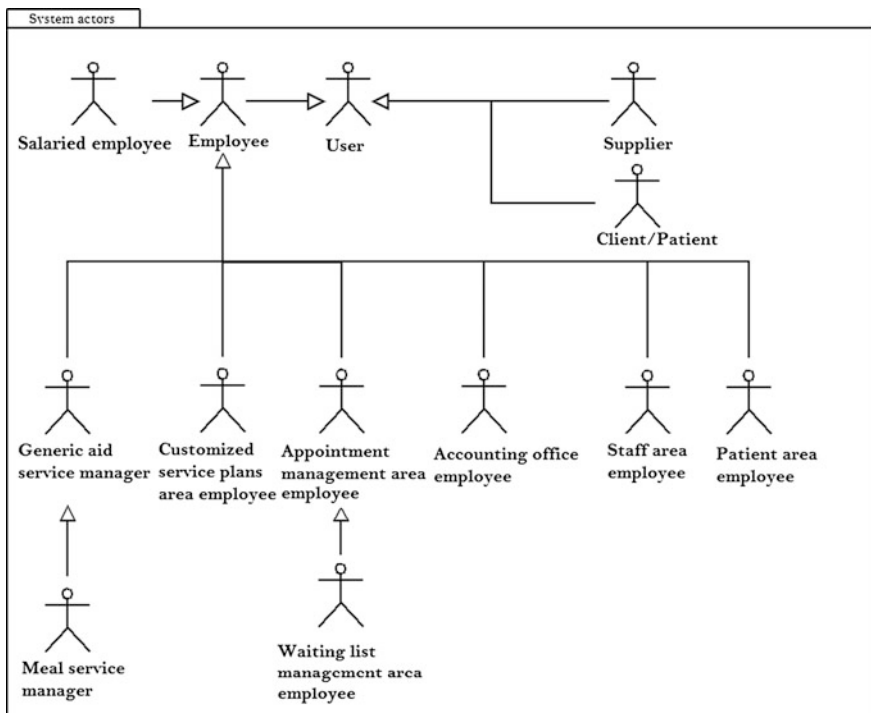 System actors
Salaried employee
Employee
User
Supplier
Client/Patient
Generic aid
service manager
Customized
service plans
area employee
Appointment
management area
employee
Accounting office
employee
Staff area
employee
Patient area
employee
Meal service
manager
Waiting list
management area
employee